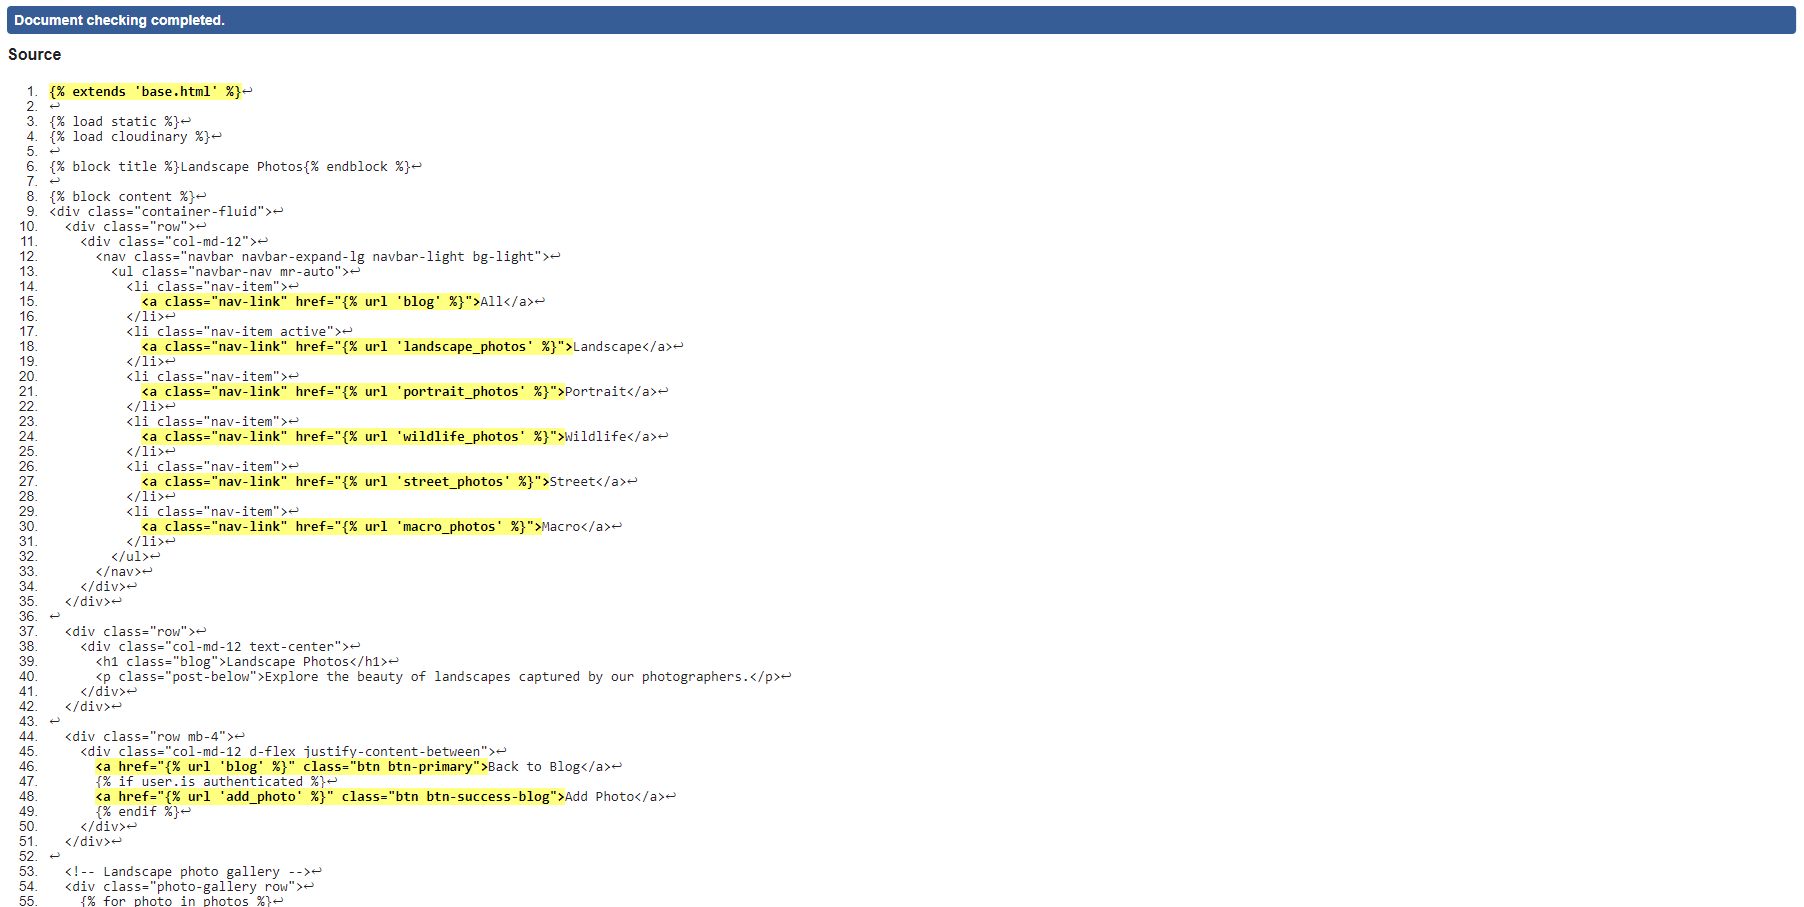 Document checking completed.
Source
1. {% extends 'base.html' %}↩
2. ↩
3. {% load static %}↩
4. {% load cloudinary %}↩
5. ↩
6. {% block title %}Landscape Photos{% endblock %}↩
7. ↩
8. {% block content %}↩
9. <div class="container-fluid">↩
10. <div class="row">↩
11. <div class="col-md-12">↩
12. <nav class="navbar navbar-expand-lg navbar-light bg-light">↩
13. <ul class="navbar-nav mr-auto">↩
14. <li class="nav-item">↩
15. <a class="nav-link" href="{% url 'blog' %}">All</a>↩
16. </li>↩
17. <li class="nav-item active">↩
18. <a class="nav-link" href="{% url 'landscape_photos' %}">Landscape</a>↩
19. </li>↩
20. <li class="nav-item">↩
21. <a class="nav-link" href="{% url 'portrait_photos' %}">Portrait</a>↩
22. </li>↩
23. <li class="nav-item">↩
24. <a class="nav-link" href="{% url 'wildlife_photos' %}">Wildlife</a>↩
25. </li>↩
26. <li class="nav-item">↩
27. <a class="nav-link" href="{% url 'street_photos' %}">Street</a>↩
28. </li>↩
29. <li class="nav-item">↩
30. <a class="nav-link" href="{% url 'macro_photos' %}">Macro</a>↩
31. </li>↩
32. </ul>↩
33. </nav>↩
34. </div>↩
35. </div>↩
36. ↩
37. <div class="row">↩
38. <div class="col-md-12 text-center">↩
39. <h1 class="blog">Landscape Photos</h1>↩
40. <p class="post-below">Explore the beauty of landscapes captured by our photographers.</p>↩
41. </div>↩
42. </div>↩
43. ↩
44. <div class="row mb-4">↩
45. <div class="col-md-12 d-flex justify-content-between">↩
46. <a href="{% url 'blog' %}" class="btn btn-primary">Back to Blog</a>↩
47. {% if user.is_authenticated %}↩
48. <a href="{% url 'add_photo' %}" class="btn btn-success-blog">Add Photo</a>↩
49. {% endif %}↩
50. </div>↩
51. </div>↩
52. ↩
53. <!-- Landscape photo gallery -->↩
54. <div class="photo-gallery row">↩
55. {% for photo in photos %}↩